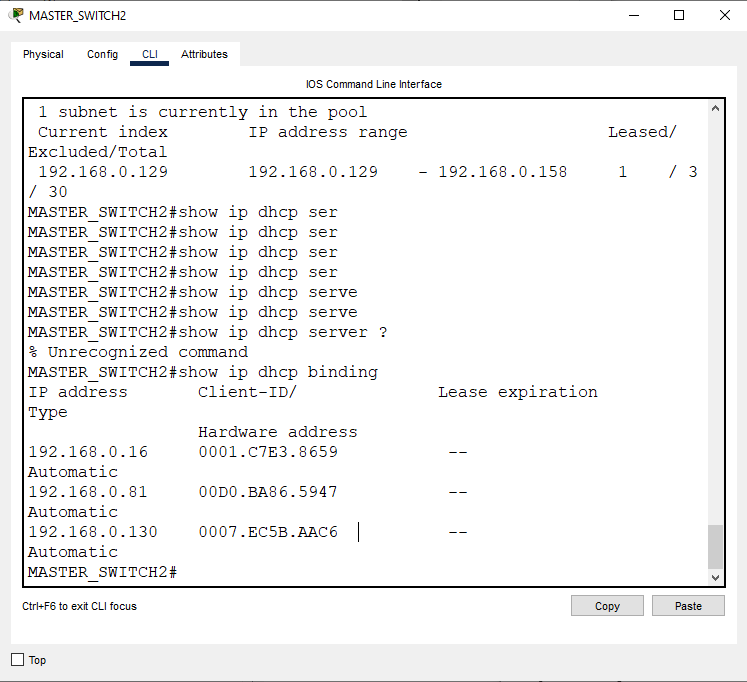 MASTER_SWITCH2
Physical Config CLI Attributes
IOS Command Line Interface
1 subnet is currently in the pool
Current index IP address range Leased/
Excluded/Total
192.168.0.129 192.168.0.129 - 192.168.0.158 1 / 3
/ 30
MASTER_SWITCH2#show ip dhcp ser
MASTER_SWITCH2#show ip dhcp ser
MASTER_SWITCH2#show ip dhcp ser
MASTER_SWITCH2#show ip dhcp ser
MASTER_SWITCH2#show ip dhcp serve
MASTER_SWITCH2#show ip dhcp serve
MASTER_SWITCH2#show ip dhcp server ?
% Unrecognized command
MASTER_SWITCH2#show ip dhcp binding
IP address Client-ID/ Lease expiration
Type
Hardware address
192.168.0.16 0001.C7E3.8659 --
Automatic
192.168.0.81 00D0.BA86.5947 --
Automatic
192.168.0.130 0007.EC5B.AAC6 --
Automatic
MASTER_SWITCH2#
Ctrl+F6 to exit CLI focus
Copy Paste
Top